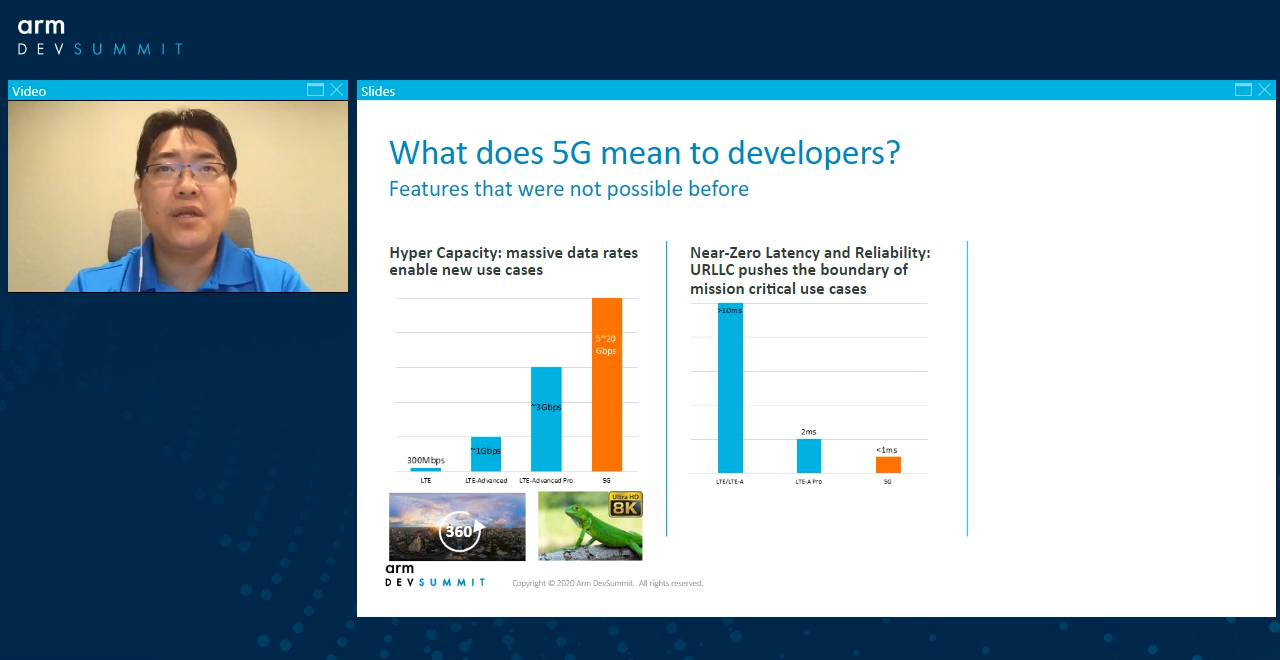 arm
DEVSUMMIT
Video
Slides
What does 5G mean to developers?
Features that were not possible before
Hyper Capacity: massive data rates
enable new use cases
5~20
Gbps
~3Gbps
~1Gbps
300Mbps
LTE
LTE-Advanced
LTE-Advanced Pro
5G
360
Ultra HD
8K
Near-Zero Latency and Reliability:
URLLC pushes the boundary of
mission critical use cases
>10ms
2ms
<1ms
LTE/LTE-A
LTE-A Pro
5G
arm
DEVSUMMIT
Copyright © 2020 Arm DevSummit. All rights reserved.